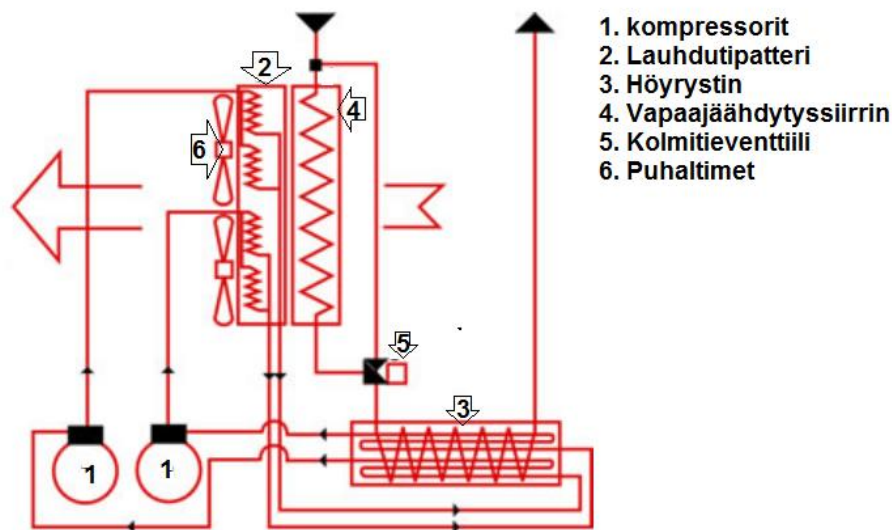 1. kompressorit
2. Lauhdutipatteri
3. Höyrystin
4. Vapaajäähdytyssiirrin
5. Kolmitieventtiili
6. Puhaltimet
2
4
6
5
3
1
1